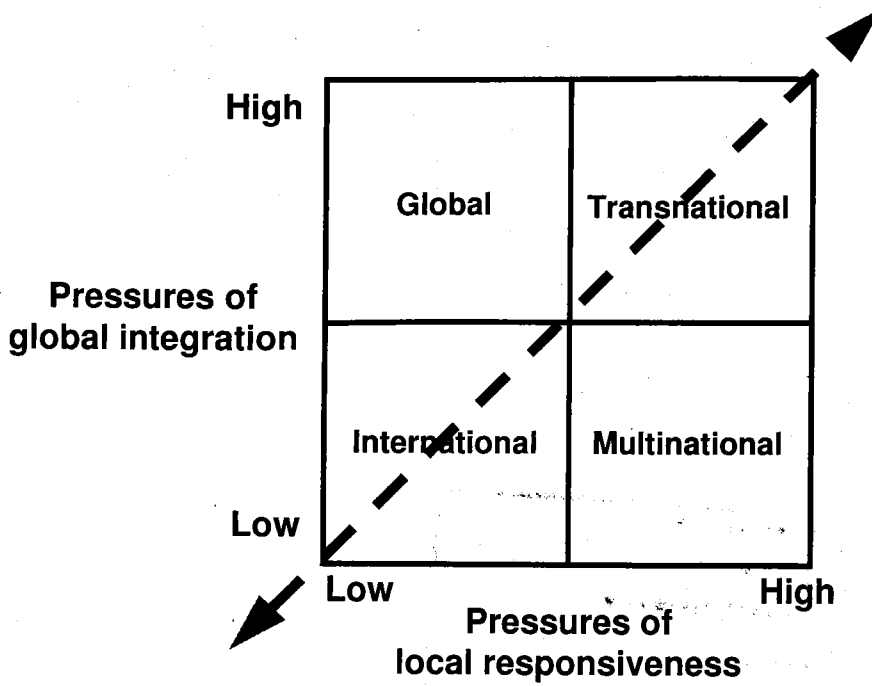 High
Global
Transnational
Pressures of
global integration
International
Multinational
Low
Low
High
Pressures of
local responsiveness